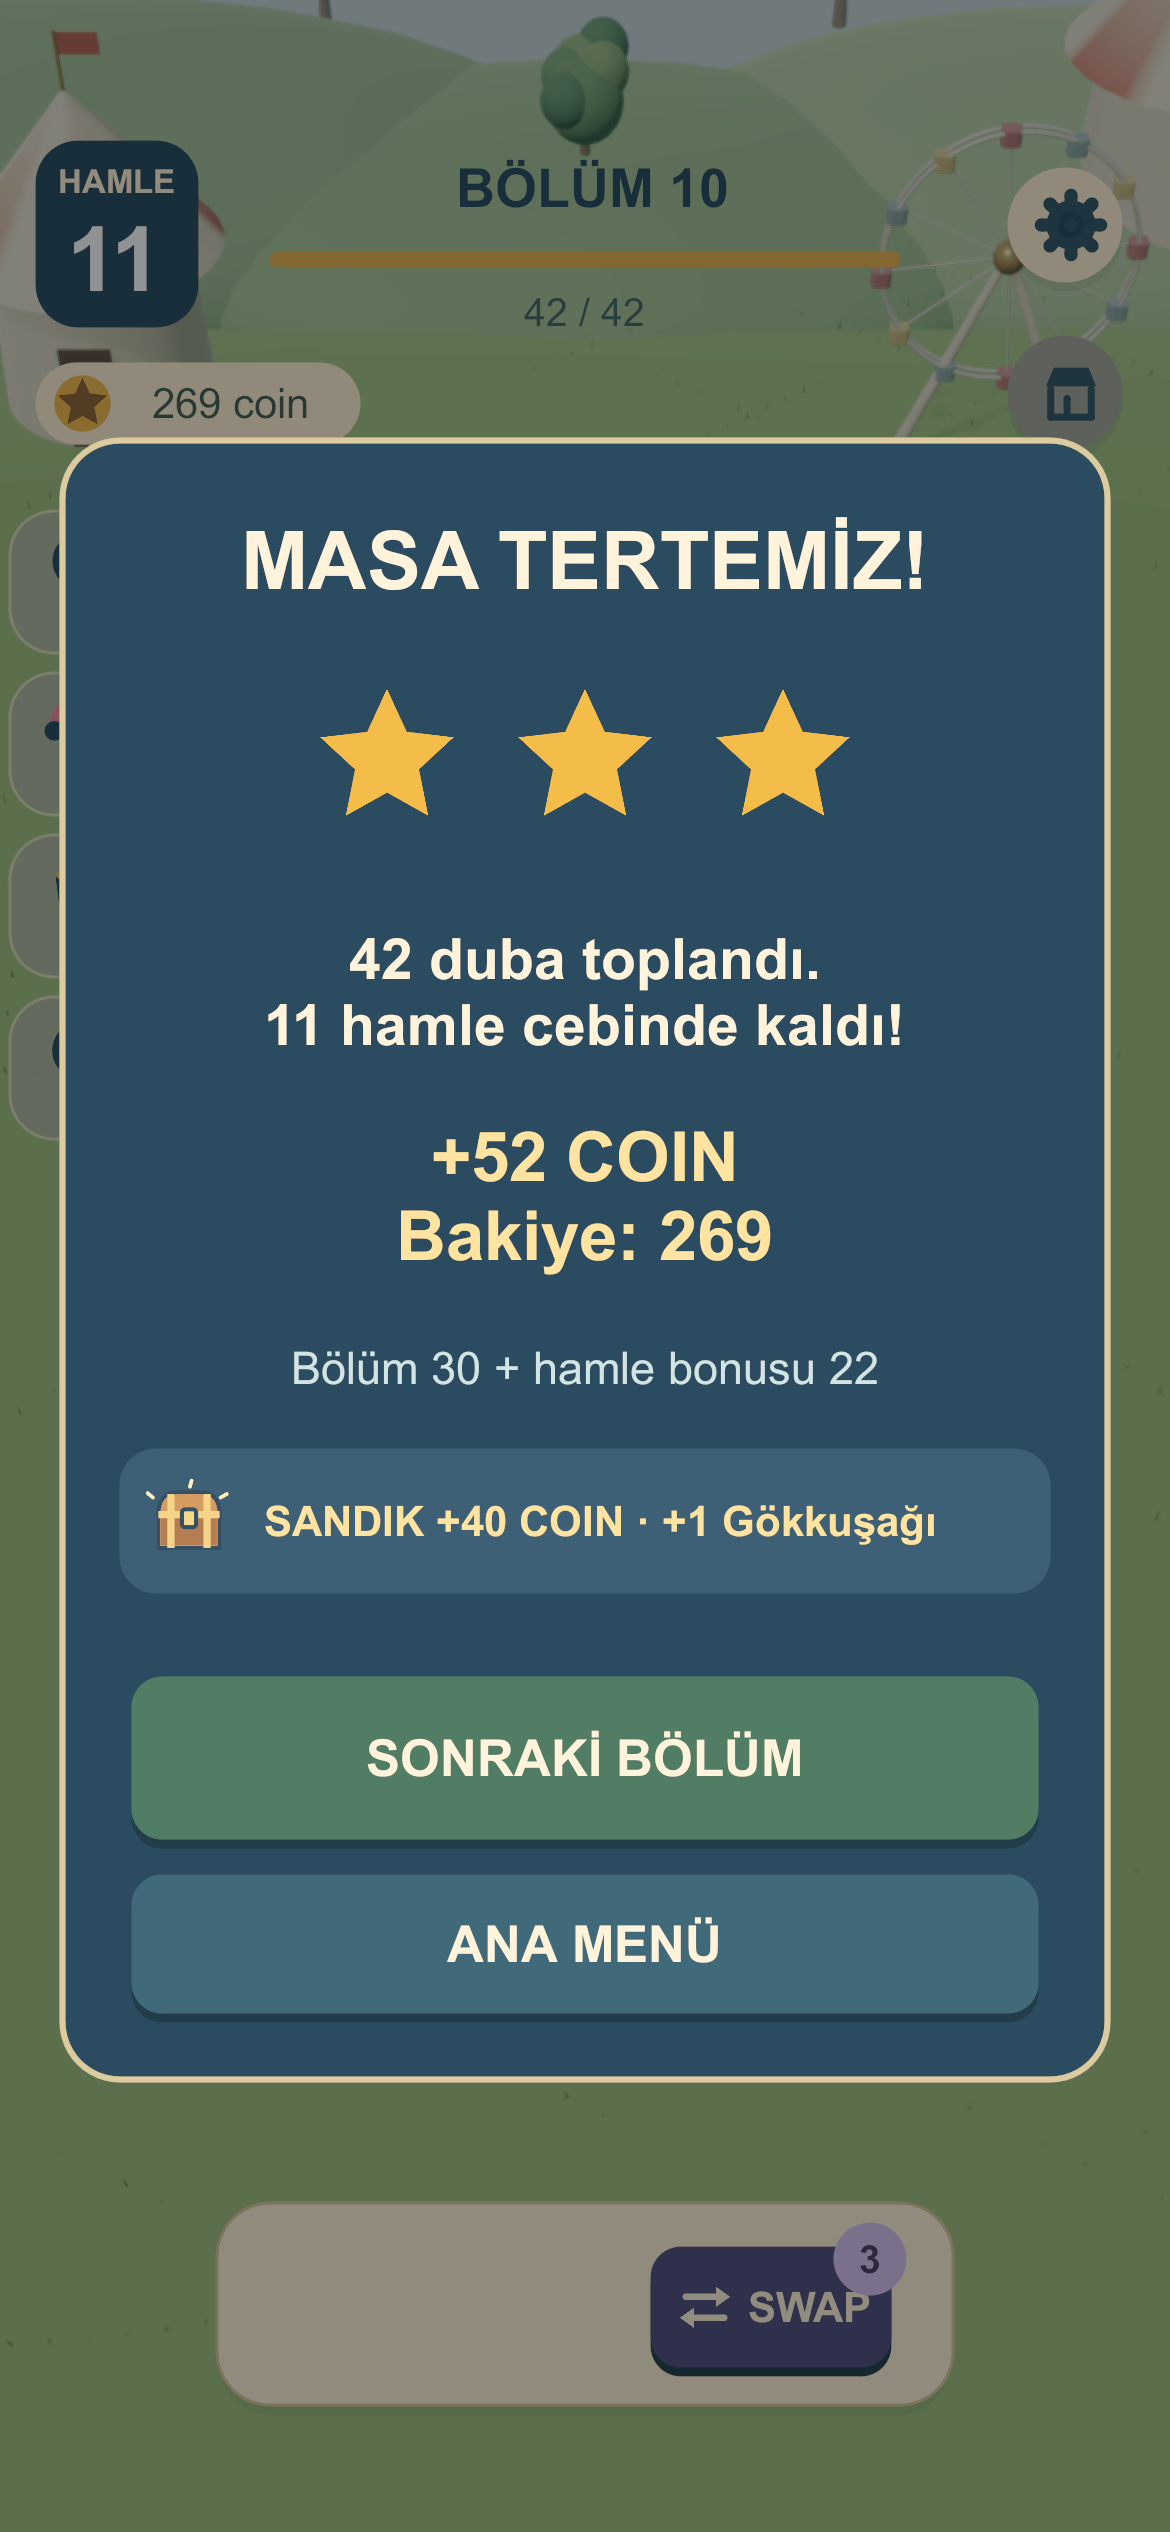 HAMLE
11
BÖLÜM 10
42 / 42
269 coin
MASA TERTEMİZ!
42 duba toplandı.
11 hamle cebinde kaldı!
+52 COIN
Bakiye: 269
Bölüm 30 + hamle bonusu 22
SANDIK +40 COIN · +1 Gökkuşağı
SONRAKİ BÖLÜM
ANA MENÜ
3
SWAP